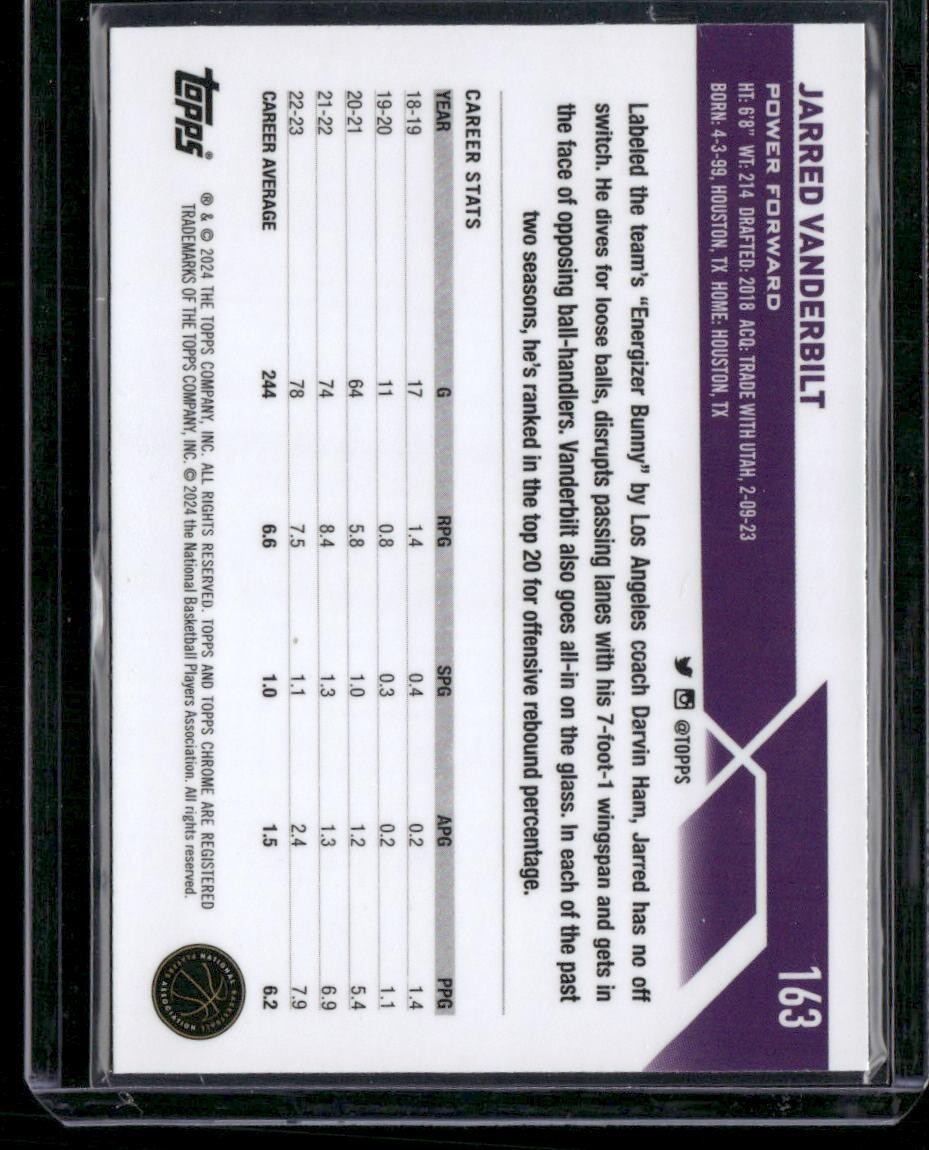 JARRED VANDERBILT
163
POWER FORWARD
HT: 6'8" WT: 214 DRAFTED: 2018 ACQ: TRADE WITH UTAH, 2-09-23
BORN: 4-3-99, HOUSTON, TX HOME: HOUSTON, TX
@TOPPS
Labeled the team's "Energizer Bunny" by Los Angeles coach Darvin Ham, Jarred has no off
switch. He dives for loose balls, disrupts passing lanes with his 7-foot-1 wingspan and gets in
the face of opposing ball-handlers. Vanderbilt also goes all-in on the glass. In each of the past
two seasons, he's ranked in the top 20 for offensive rebound percentage.
CAREER STATS
YEAR G RPG SPG APG PPG
18-19 17 1.4 0.4 0.2 1.4
19-20 11 0.8 0.3 0.2 1.1
20-21 64 5.8 1.0 1.2 5.4
21-22 74 8.4 1.3 1.3 6.9
22-23 78 7.5 1.1 2.4 7.9
CAREER AVERAGE 244 6.6 1.0 1.5 6.2
topps®
® & © 2024 THE TOPPS COMPANY, INC. ALL RIGHTS RESERVED. TOPPS AND TOPPS CHROME ARE REGISTERED
TRADEMARKS OF THE TOPPS COMPANY, INC. © 2024 the National Basketball Players Association. All rights reserved.
NATIONAL BASKETBALL
PLAYERS ASSOCIATION